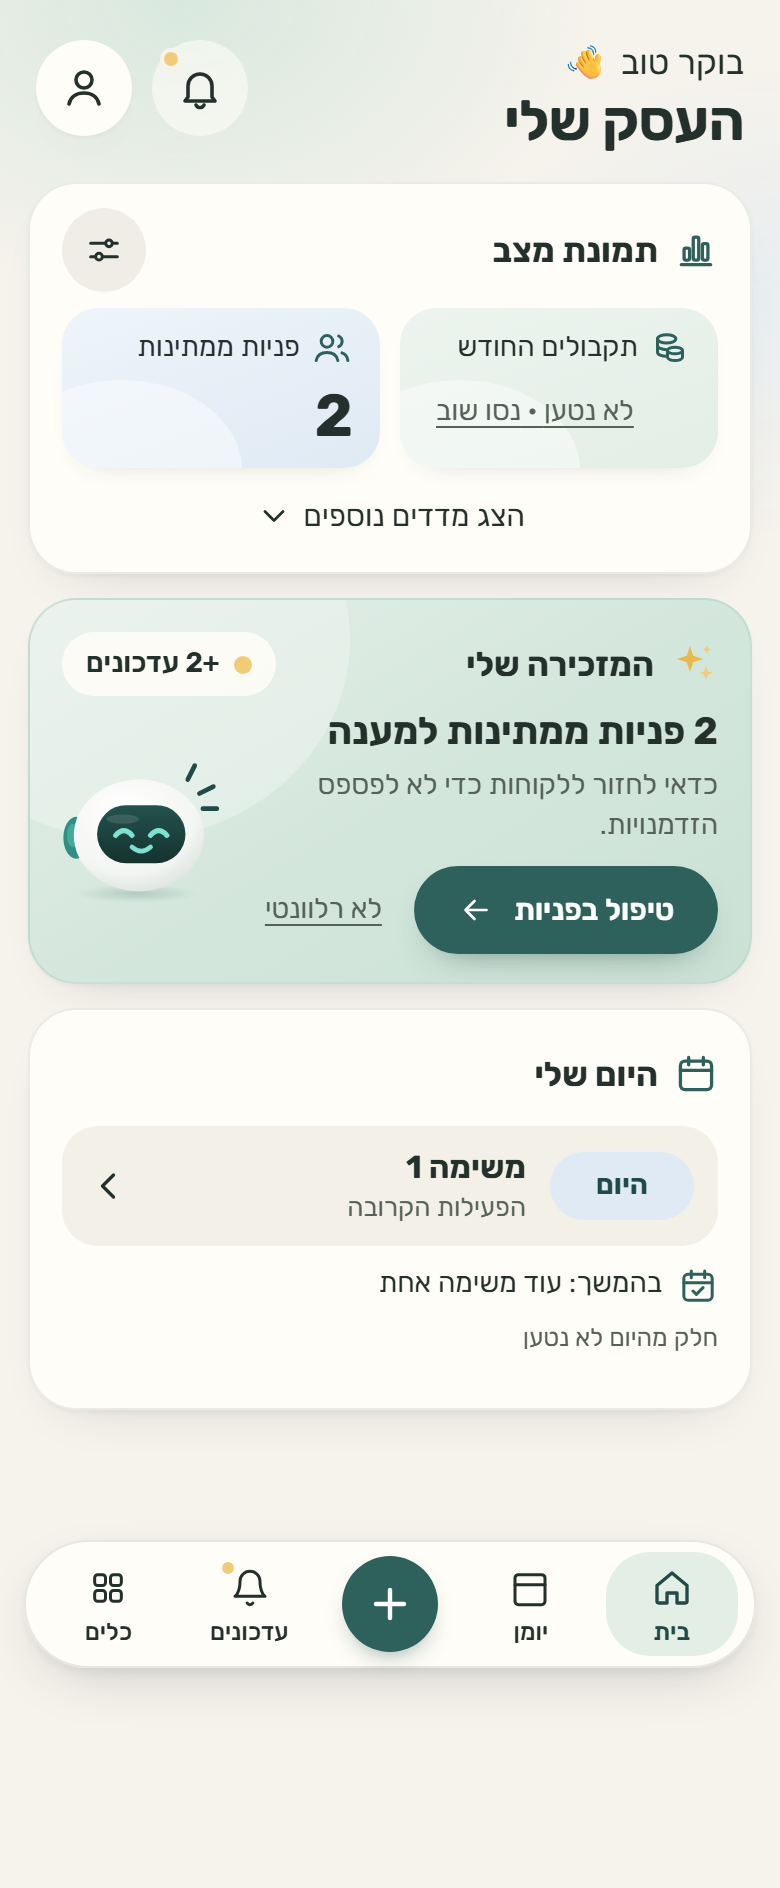 בוקר טוב 👋
העסק שלי
תמונת מצב
תקבולים החודש
לא נטען • נסו שוב
פניות ממתינות
2
הצג מדדים נוספים
המזכירה שלי
+2 עדכונים
2 פניות ממתינות למענה
כדאי לחזור ללקוחות כדי לא לפספס
הזדמנויות.
טיפול בפניות
לא רלוונטי
היום שלי
היום
משימה 1
הפעילות הקרובה
בהמשך: עוד משימה אחת
חלק מהיום לא נטען
בית
יומן
עדכונים
כלים